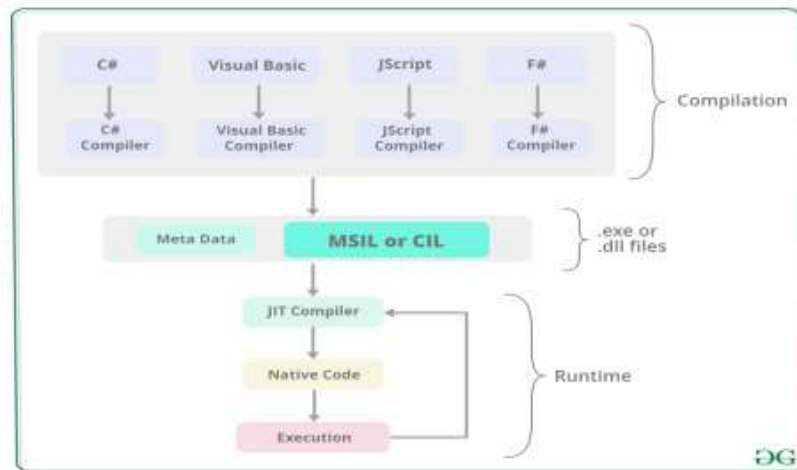 C#
Visual Basic
JScript
F#
C#
Compiler
Visual Basic
Compiler
JScript
Compiler
F#
Compiler
Compilation
Meta Data
MSIL or CIL
.exe or
.dll files
JIT Compiler
Native Code
Runtime
Execution